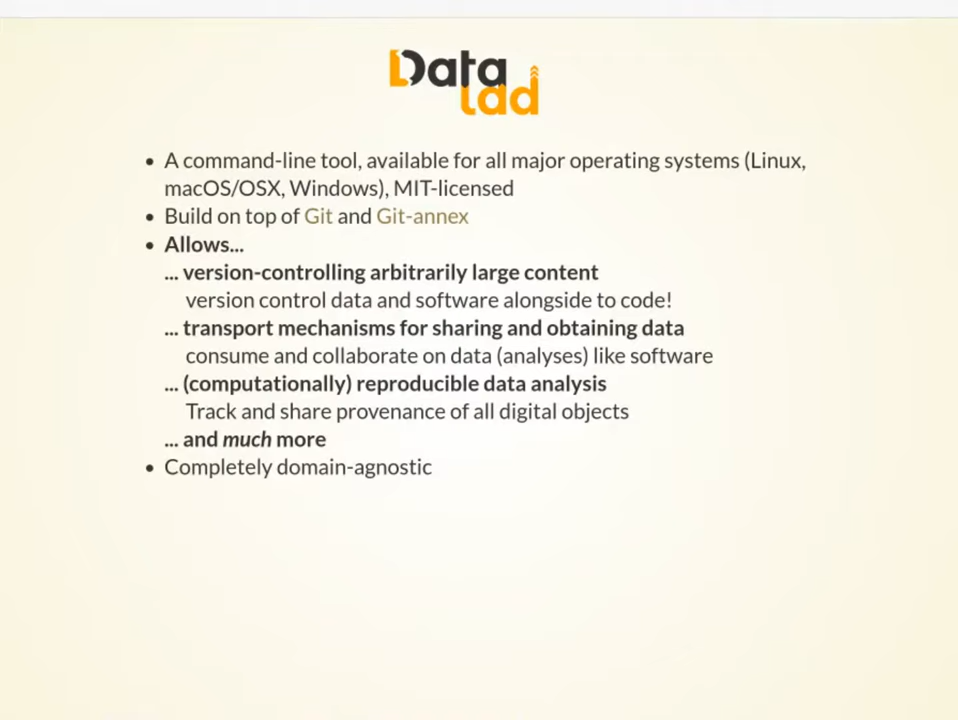 Data
lad
• A command-line tool, available for all major operating systems (Linux,
macOS/OSX, Windows), MIT-licensed
• Build on top of Git and Git-annex
• Allows...
... version-controlling arbitrarily large content
version control data and software alongside to code!
... transport mechanisms for sharing and obtaining data
consume and collaborate on data (analyses) like software
... (computationally) reproducible data analysis
Track and share provenance of all digital objects
... and much more
• Completely domain-agnostic